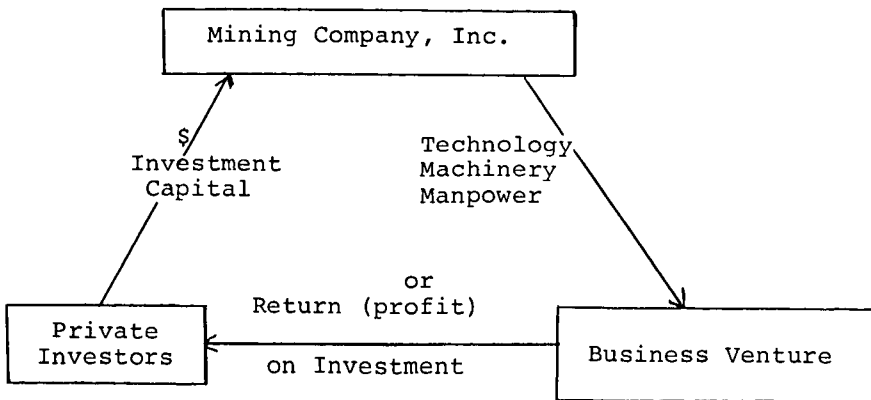 Mining Company, Inc.
$
Investment
Capital
Technology
Machinery
Manpower
or
Return (profit)
on Investment
Private
Investors
Business Venture